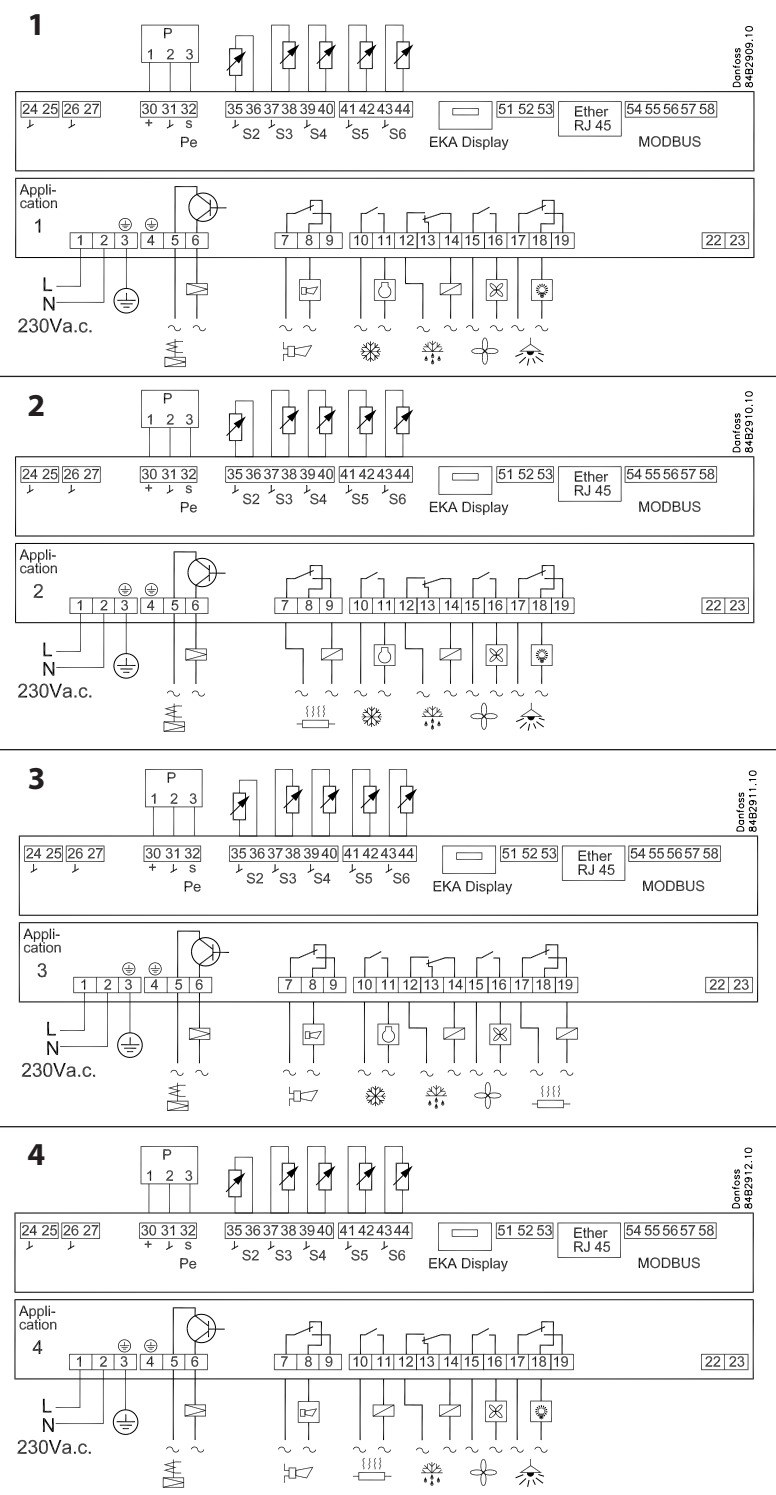 1
P
1 2 3
Danfoss
84B2909.10
24 25 26 27 30 31 32 35 36 37 38 39 40 41 42 43 44 51 52 53 Ether RJ 45 54 55 56 57 58
+ s S2 S3 S4 S5 S6
Pe EKA Display MODBUS
Appli-
cation
1
1 2 3 4 5 6 7 8 9 10 11 12 13 14 15 16 17 18 19 22 23
L
N
230Va.c.
2
P
1 2 3
Danfoss
84B2910.10
24 25 26 27 30 31 32 35 36 37 38 39 40 41 42 43 44 51 52 53 Ether RJ 45 54 55 56 57 58
+ s S2 S3 S4 S5 S6
Pe EKA Display MODBUS
Appli-
cation
2
1 2 3 4 5 6 7 8 9 10 11 12 13 14 15 16 17 18 19 22 23
L
N
230Va.c.
3
P
1 2 3
Danfoss
84B2911.10
24 25 26 27 30 31 32 35 36 37 38 39 40 41 42 43 44 51 52 53 Ether RJ 45 54 55 56 57 58
+ s S2 S3 S4 S5 S6
Pe EKA Display MODBUS
Appli-
cation
3
1 2 3 4 5 6 7 8 9 10 11 12 13 14 15 16 17 18 19 22 23
L
N
230Va.c.
4
P
1 2 3
Danfoss
84B2912.10
24 25 26 27 30 31 32 35 36 37 38 39 40 41 42 43 44 51 52 53 Ether RJ 45 54 55 56 57 58
+ s S2 S3 S4 S5 S6
Pe EKA Display MODBUS
Appli-
cation
4
1 2 3 4 5 6 7 8 9 10 11 12 13 14 15 16 17 18 19 22 23
L
N
230Va.c.